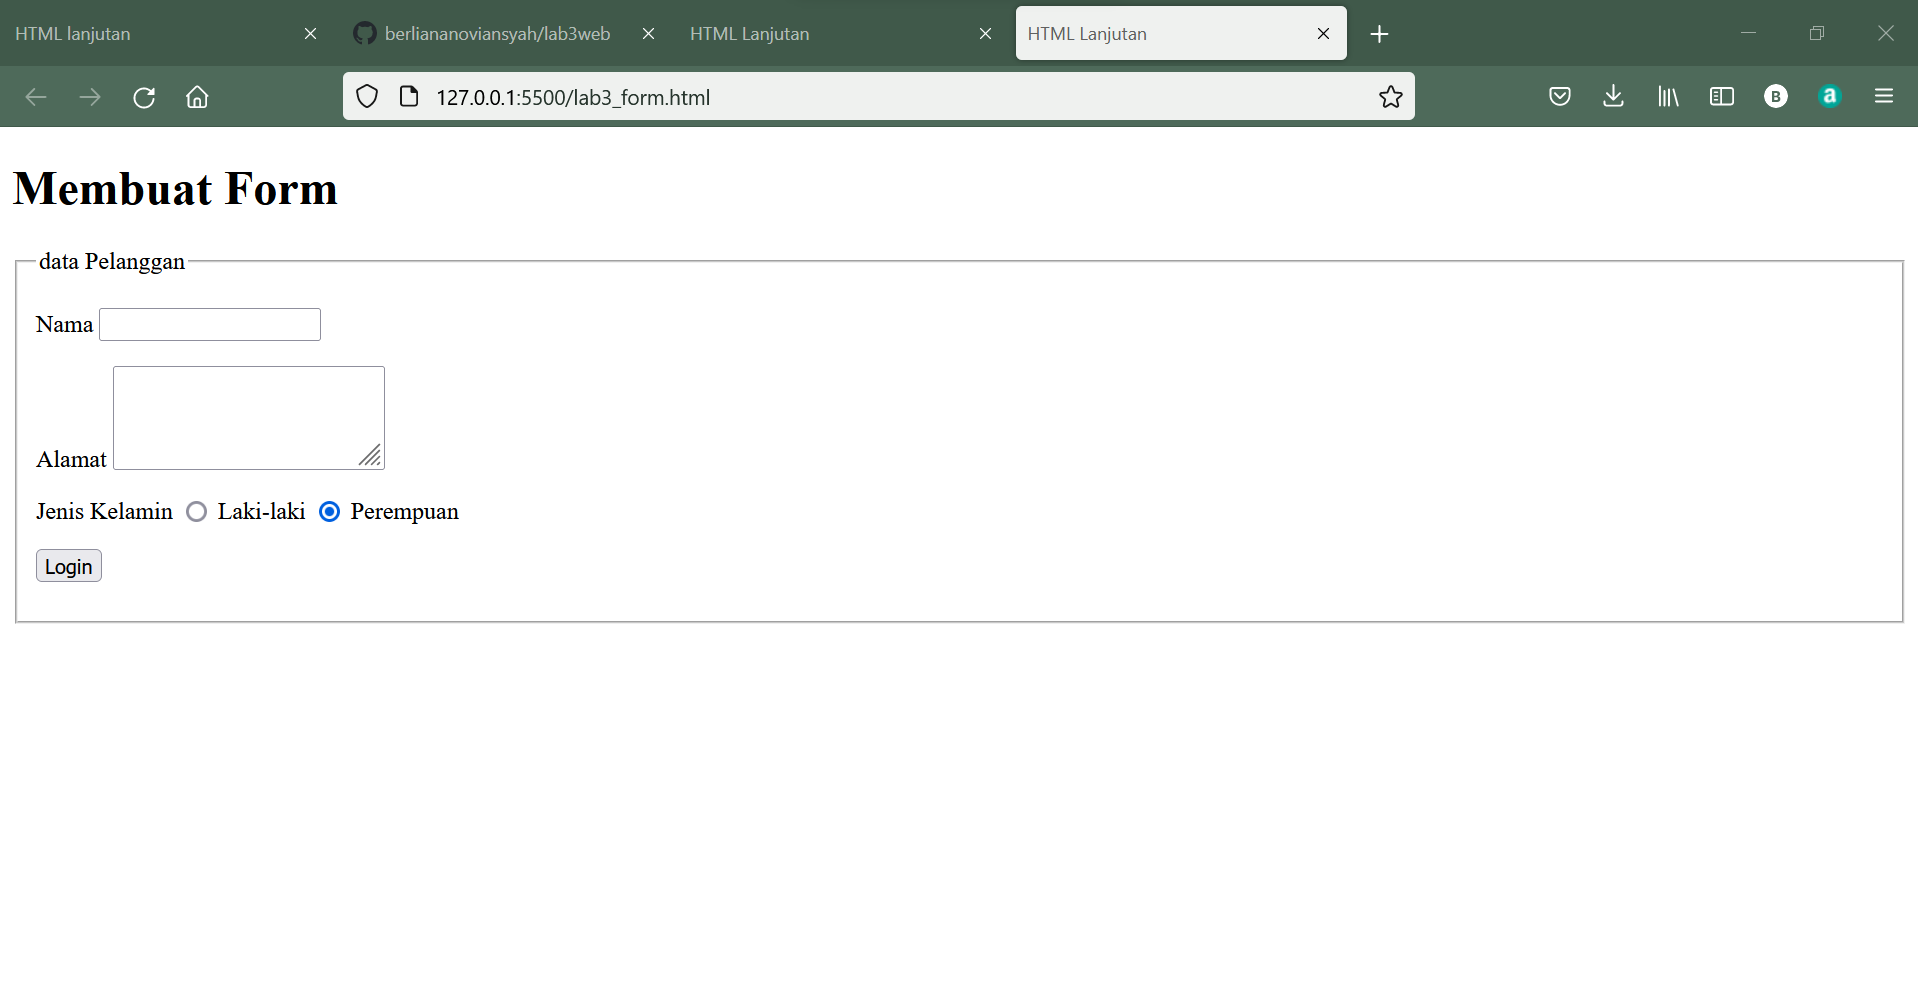 HTML lanjutan berliananoviansyah/lab3web HTML Lanjutan HTML Lanjutan
127.0.0.1:5500/lab3_form.html B a
Membuat Form
data Pelanggan
Nama
Alamat
Jenis Kelamin Laki-laki Perempuan
Login